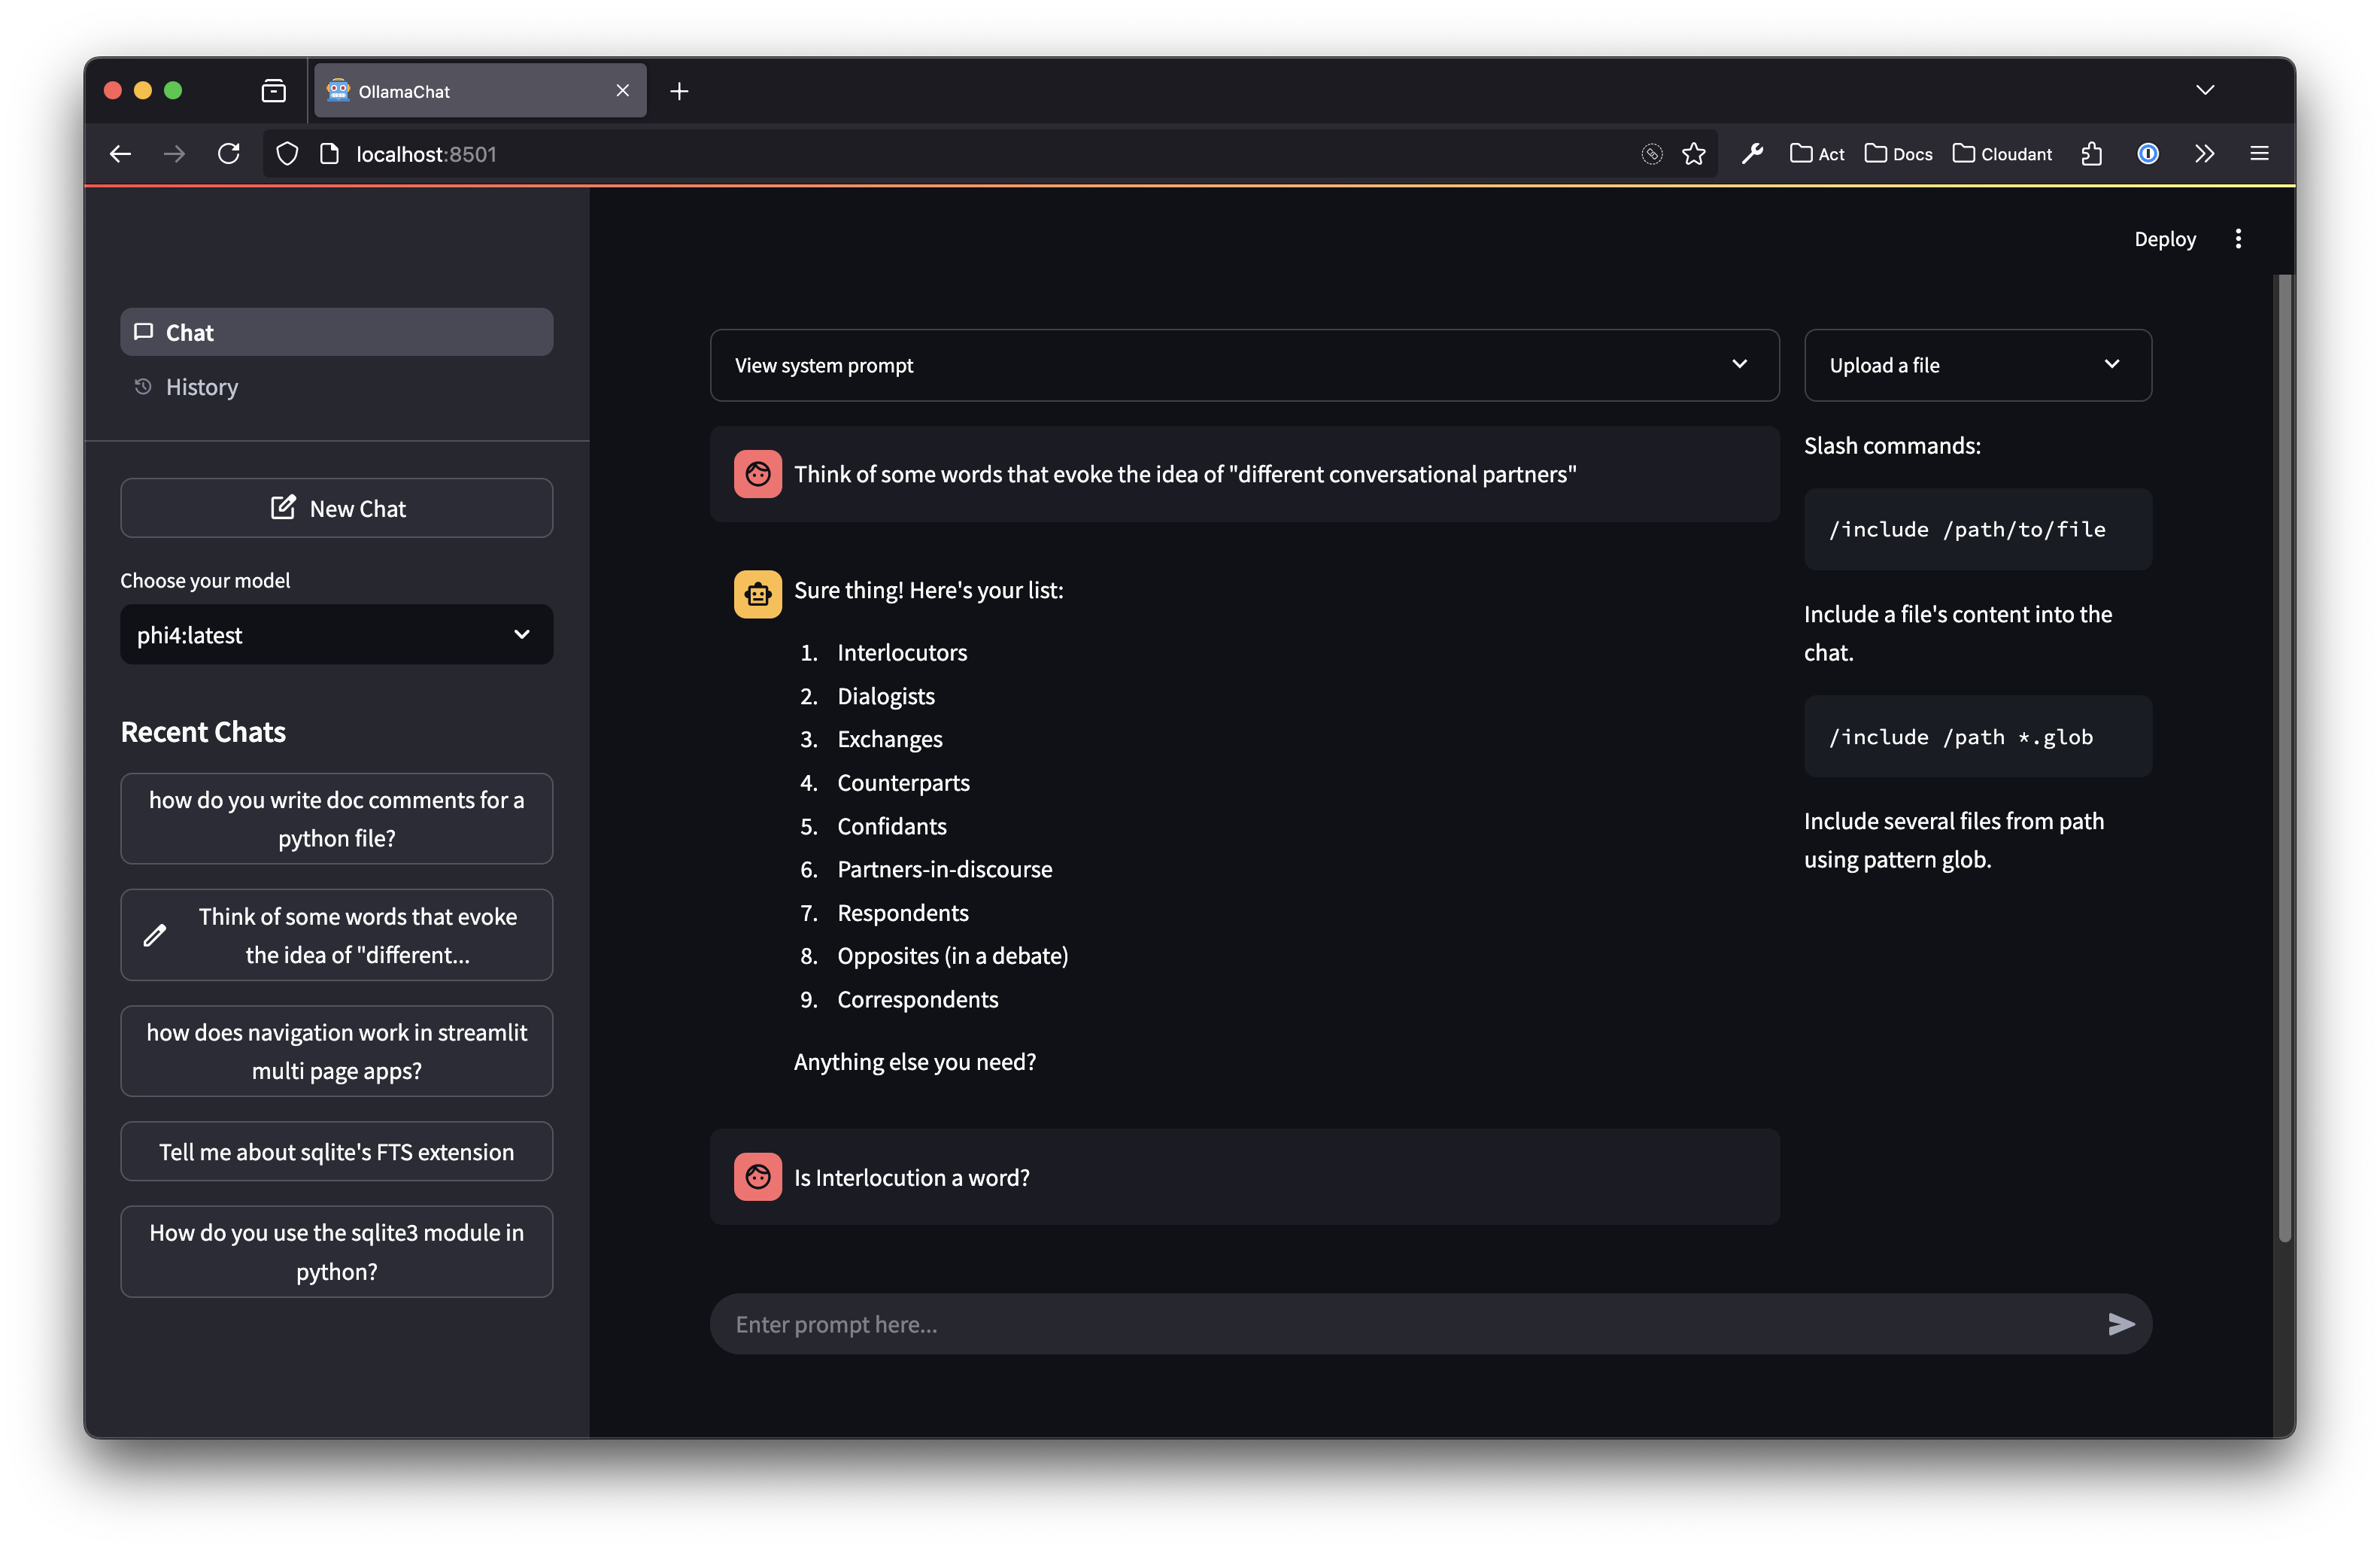 OllamaChat
localhost:8501
Act
Docs
Cloudant
Deploy
Chat
History
New Chat
Choose your model
phi4:latest
Recent Chats
how do you write doc comments for a
python file?
Think of some words that evoke
the idea of "different...
how does navigation work in streamlit
multi page apps?
Tell me about sqlite's FTS extension
How do you use the sqlite3 module in
python?
View system prompt
Think of some words that evoke the idea of "different conversational partners"
Sure thing! Here's your list:
1. Interlocutors
2. Dialogists
3. Exchanges
4. Counterparts
5. Confidants
6. Partners-in-discourse
7. Respondents
8. Opposites (in a debate)
9. Correspondents
Anything else you need?
Is Interlocution a word?
Enter prompt here...
Upload a file
Slash commands:
/include /path/to/file
Include a file's content into the
chat.
/include /path *.glob
Include several files from path
using pattern glob.